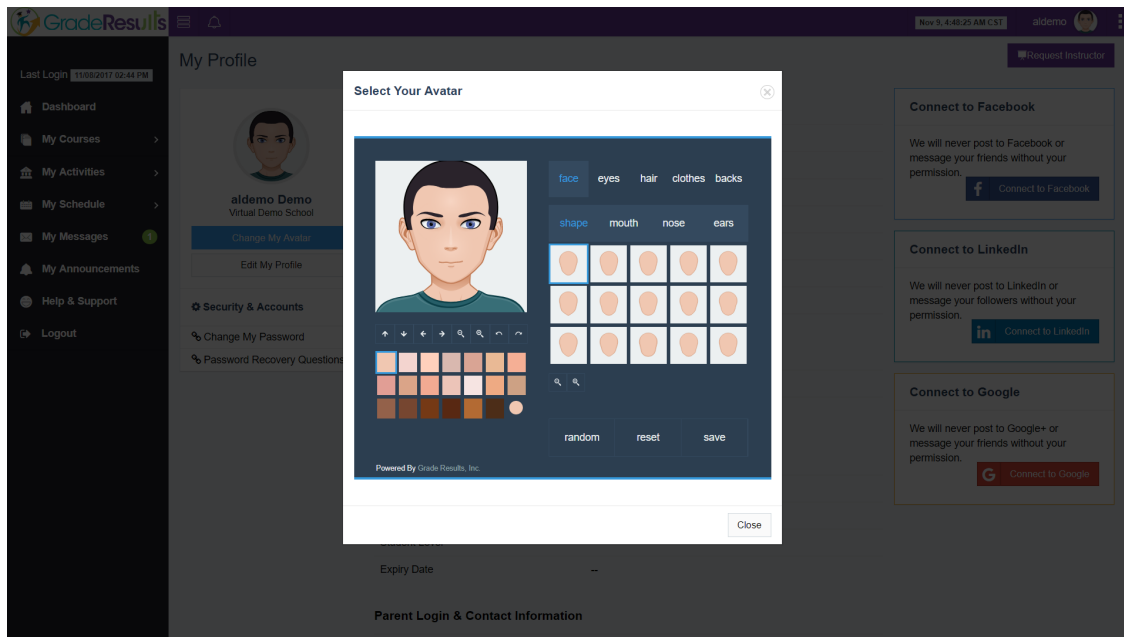 GradeResults
Nov 9, 4:48:25 AM CST
aldemo
Last Login 11/08/2017 02:44 PM
Dashboard
My Courses
My Activities
My Schedule
My Messages 1
My Announcements
Help & Support
Logout
My Profile
Request Instructor
aldemo Demo
Virtual Demo School
Change My Avatar
Edit My Profile
Security & Accounts
Change My Password
Password Recovery Questions
Select Your Avatar
face eyes hair clothes backs
shape mouth nose ears
random reset save
Powered By Grade Results, Inc.
Close
Expiry Date --
Parent Login & Contact Information
Connect to Facebook
We will never post to Facebook or
message your friends without your
permission.
Connect to Facebook
Connect to LinkedIn
We will never post to LinkedIn or
message your followers without your
permission.
in Connect to LinkedIn
Connect to Google
We will never post to Google+ or
message your friends without your
permission.
G Connect to Google